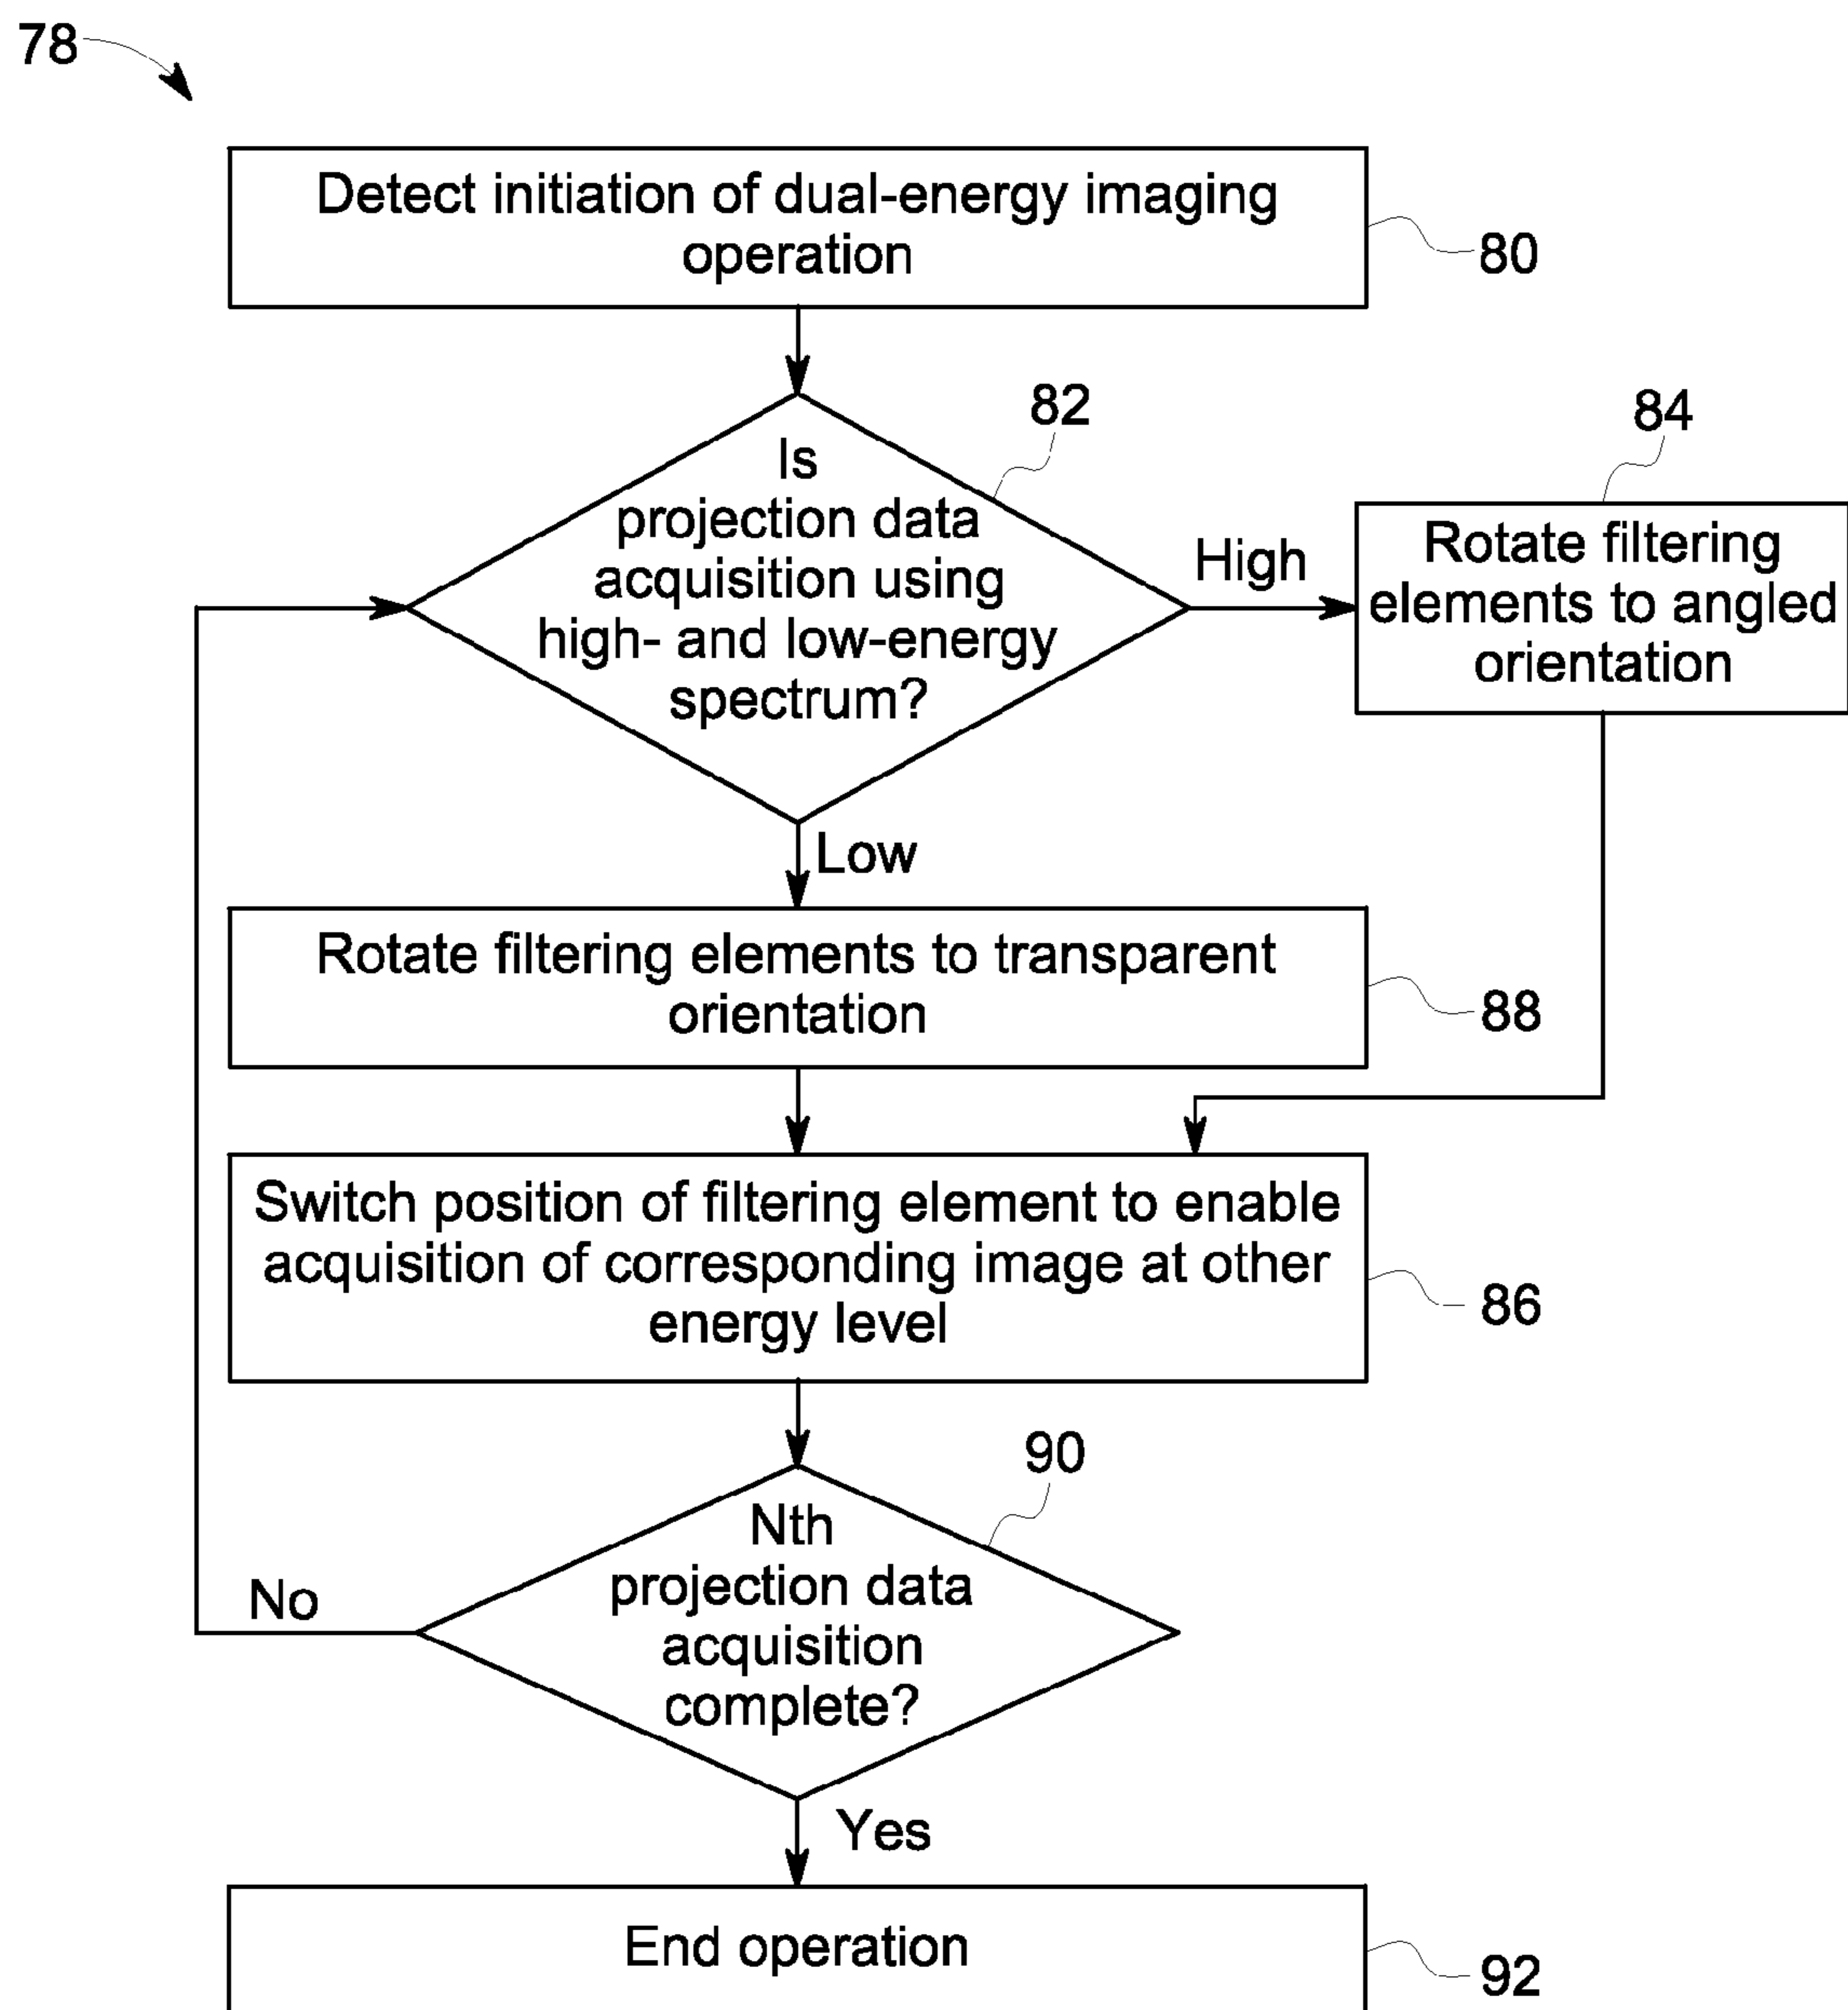 78
Detect initiation of dual-energy imaging
operation
80
82
Is
projection data
acquisition using
high- and low-energy
spectrum?
High
84
Rotate filtering
elements to angled
orientation
Low
Rotate filtering elements to transparent
orientation
88
Switch position of filtering element to enable
acquisition of corresponding image at other
energy level
86
90
Nth
projection data
acquisition
complete?
No
Yes
End operation
92